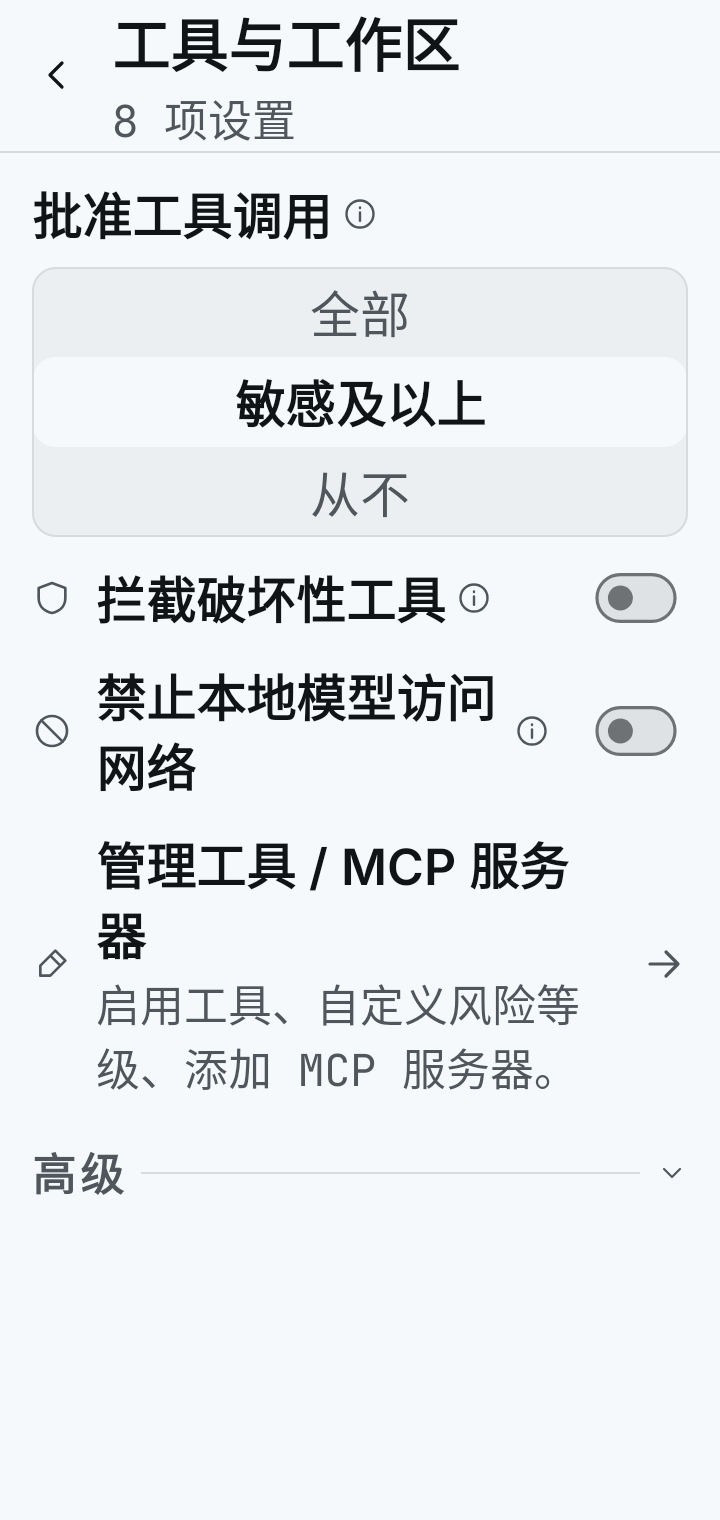 工具与工作区
8 项设置
批准工具调用
全部
敏感及以上
从不
拦截破坏性工具
禁止本地模型访问
网络
管理工具 / MCP 服务
器
启用工具、自定义风险等
级、添加 MCP 服务器。
高级